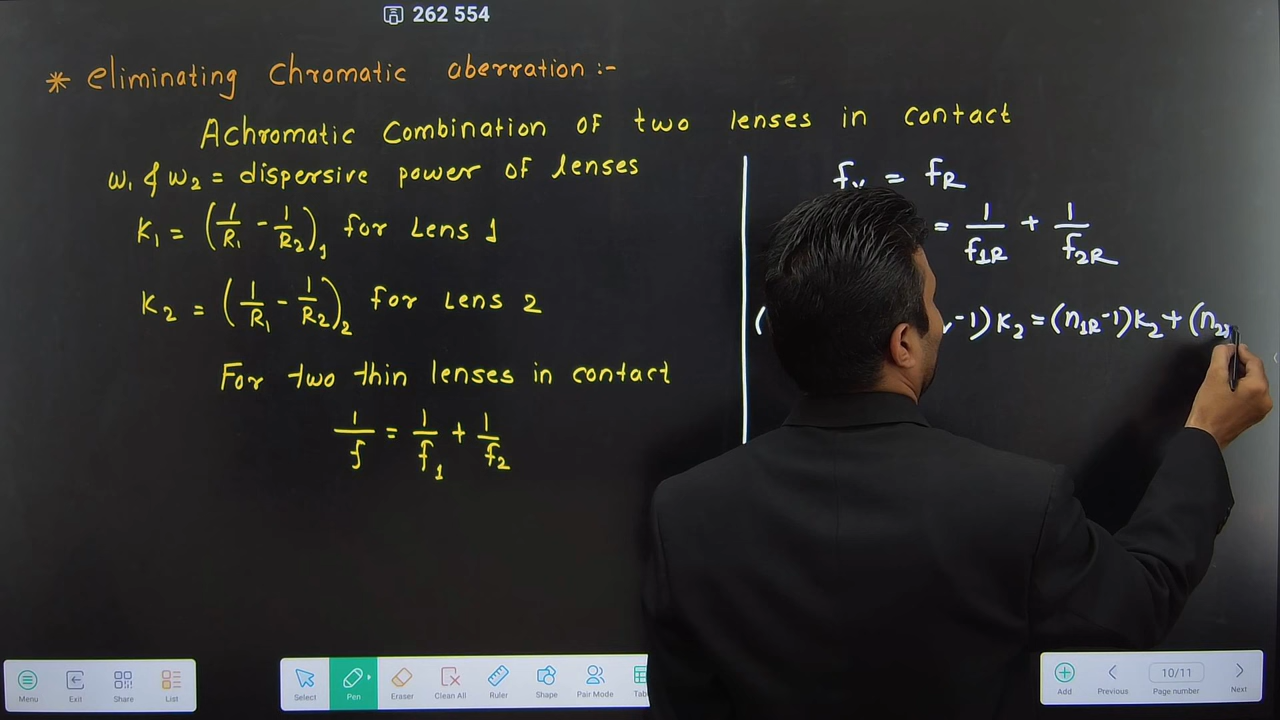 262 554
* eliminating Chromatic aberration :-
Achromatic Combination OF two lenses in contact
ω₁ & ω₂ = dispersive power of lenses
K₁ = (1/R₁ - 1/R₂)₁ for Lens 1
K₂ = (1/R₁ - 1/R₂)₂ for Lens 2
For two thin lenses in contact
1/f = 1/f₁ + 1/f₂
fᵥ = f_R
= 1/f_1R + 1/f_2R
( -1) K₂ = (n_1R -1) K₂ + (n₂
Menu
Exit
Share
List
Select
Pen
Eraser
Clean All
Ruler
Shape
Pair Mode
Add
Previous
10/11
Page number
Next